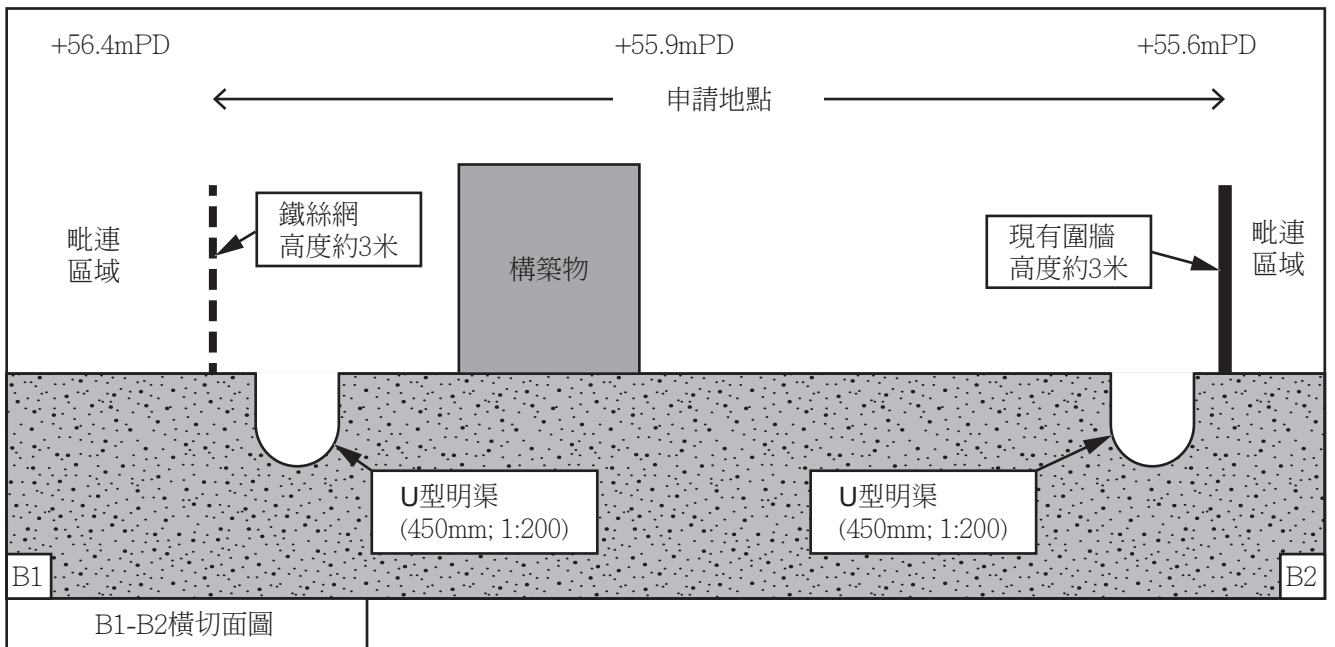 +56.4mPD
+55.9mPD
+55.6mPD
申請地點
毗連
區域
鐵絲網
高度約3米
構築物
現有圍牆
高度約3米
毗連
區域
U型明渠
(450mm; 1:200)
U型明渠
(450mm; 1:200)
B1
B2
B1-B2橫切面圖